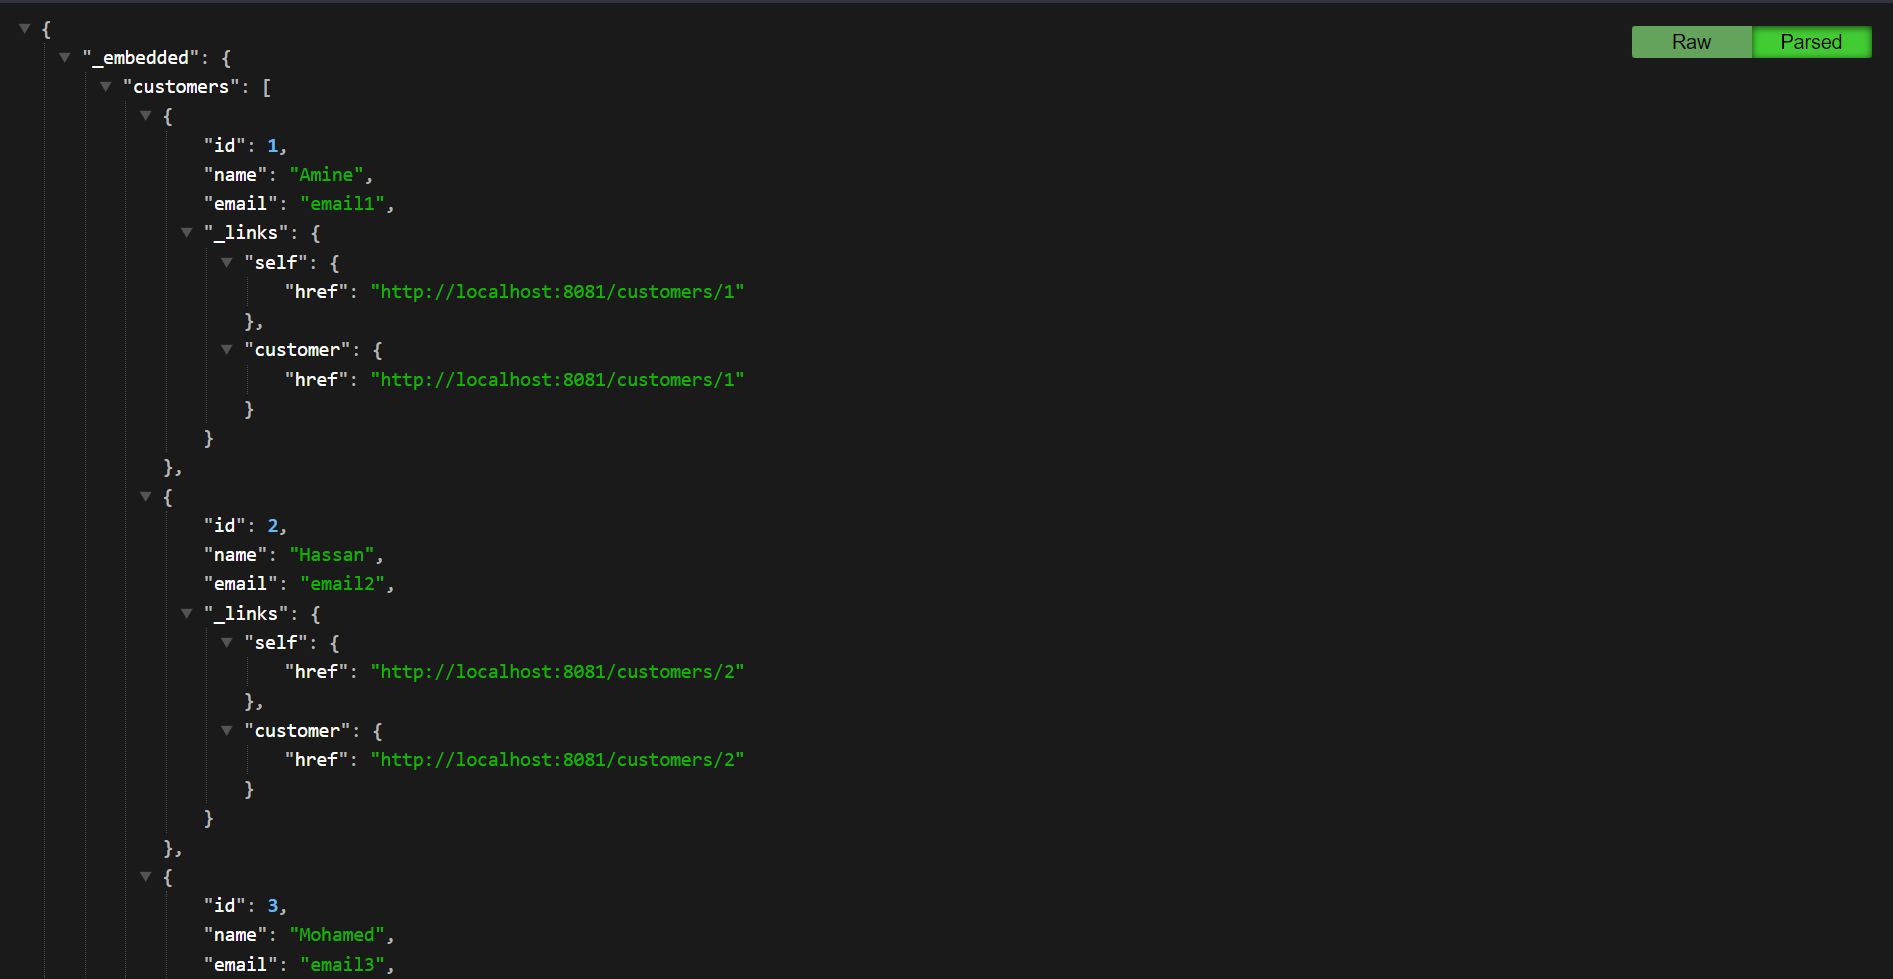 {
Raw Parsed
"_embedded": {
"customers": [
{
"id": 1,
"name": "Amine",
"email": "email1",
"_links": {
"self": {
"href": "http://localhost:8081/customers/1"
},
"customer": {
"href": "http://localhost:8081/customers/1"
}
}
},
{
"id": 2,
"name": "Hassan",
"email": "email2",
"_links": {
"self": {
"href": "http://localhost:8081/customers/2"
},
"customer": {
"href": "http://localhost:8081/customers/2"
}
}
},
{
"id": 3,
"name": "Mohamed",
"email": "email3",